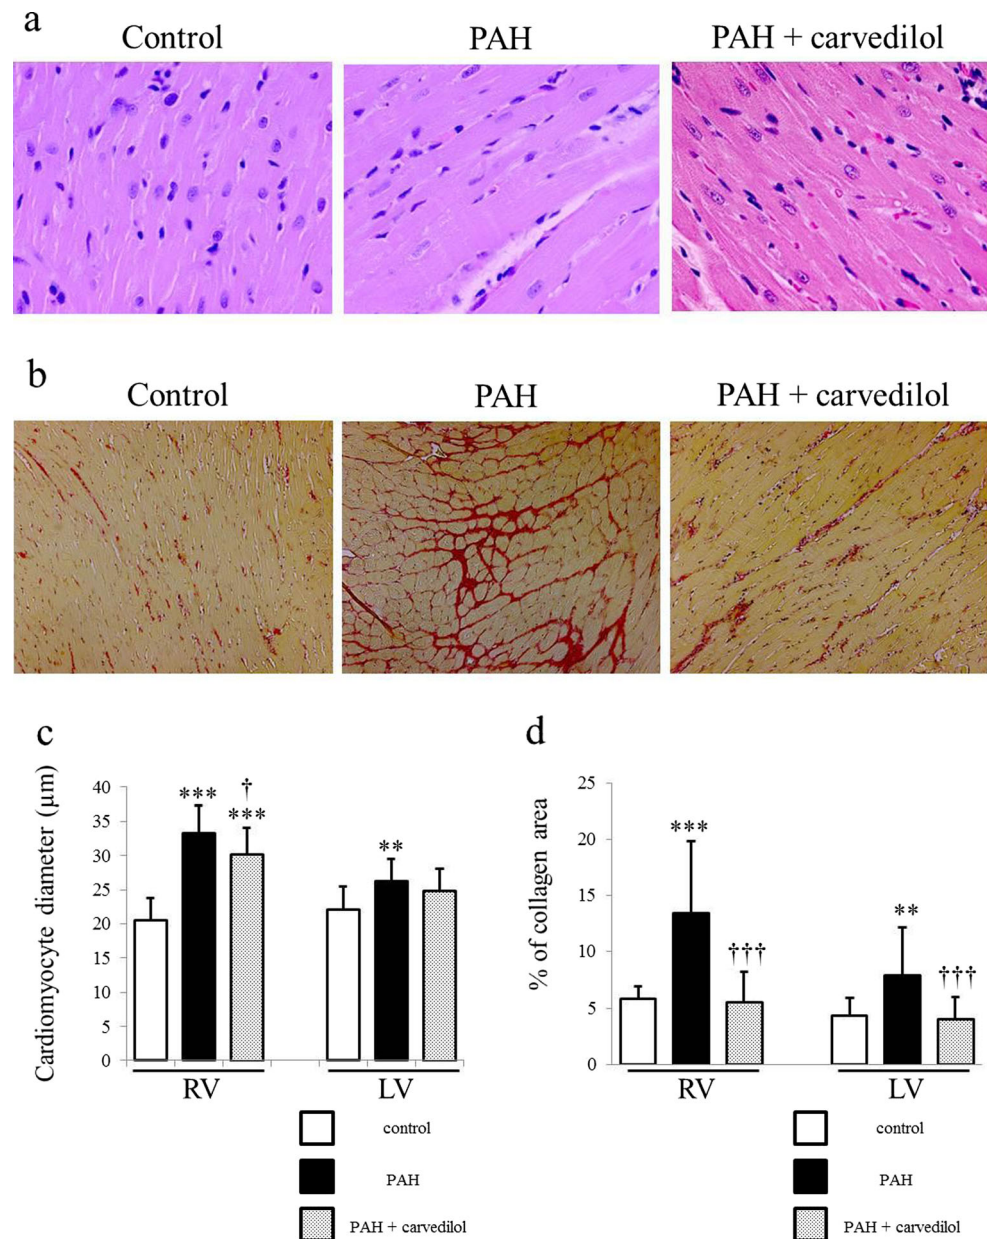 a
Control PAH PAH + carvedilol
b
Control PAH PAH + carvedilol
c
Cardiomyocyte diameter (µm)
40
35
30
25
20
15
10
5
0
***
†
***
**
RV LV
control
PAH
PAH + carvedilol
d
% of collagen area
25
20
15
10
5
0
***
†††
**
†††
RV LV
control
PAH
PAH + carvedilol